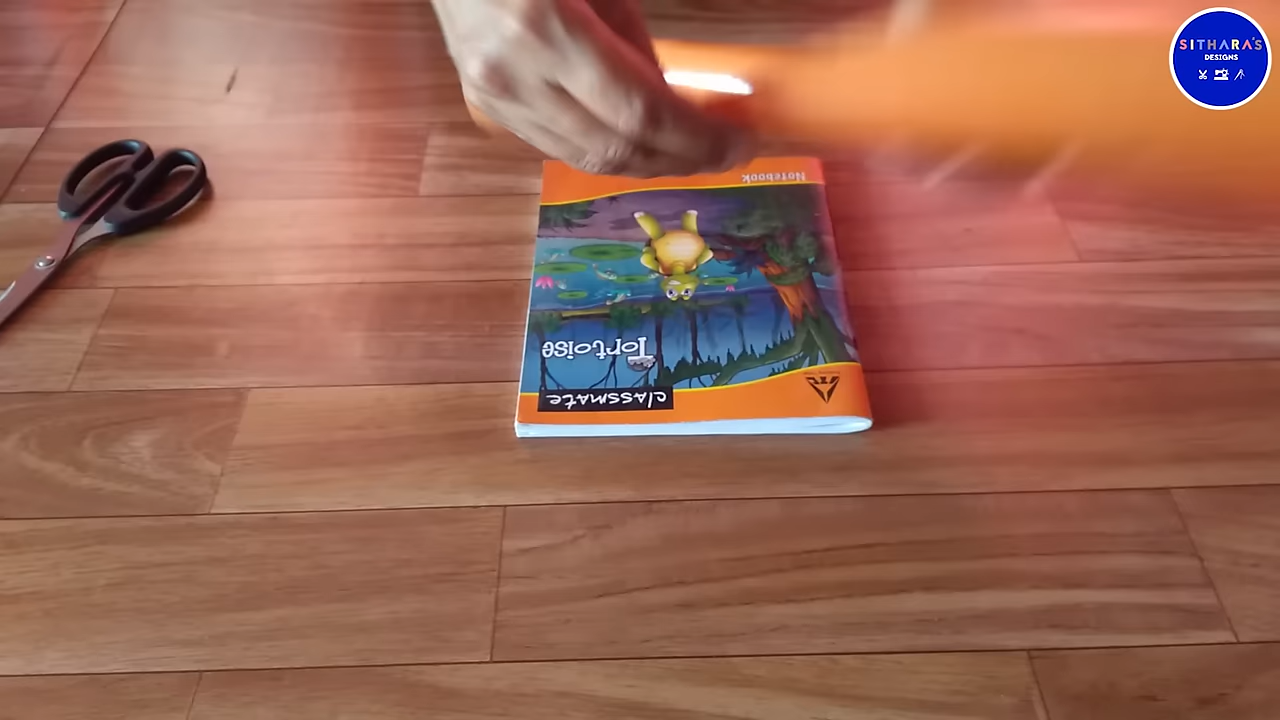 SITHARA'S
DESIGNS
Notebook
Tortoise
classmate